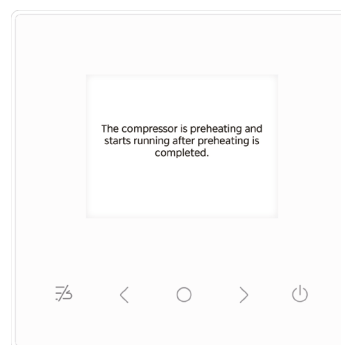 The compressor is preheating and
starts running after preheating is
completed.